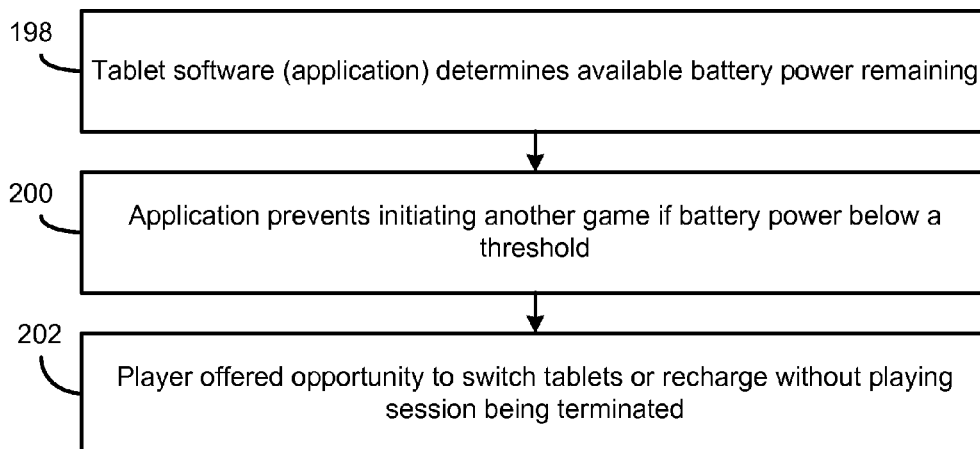 198
Tablet software (application) determines available battery power remaining
200
Application prevents initiating another game if battery power below a
threshold
202
Player offered opportunity to switch tablets or recharge without playing
session being terminated